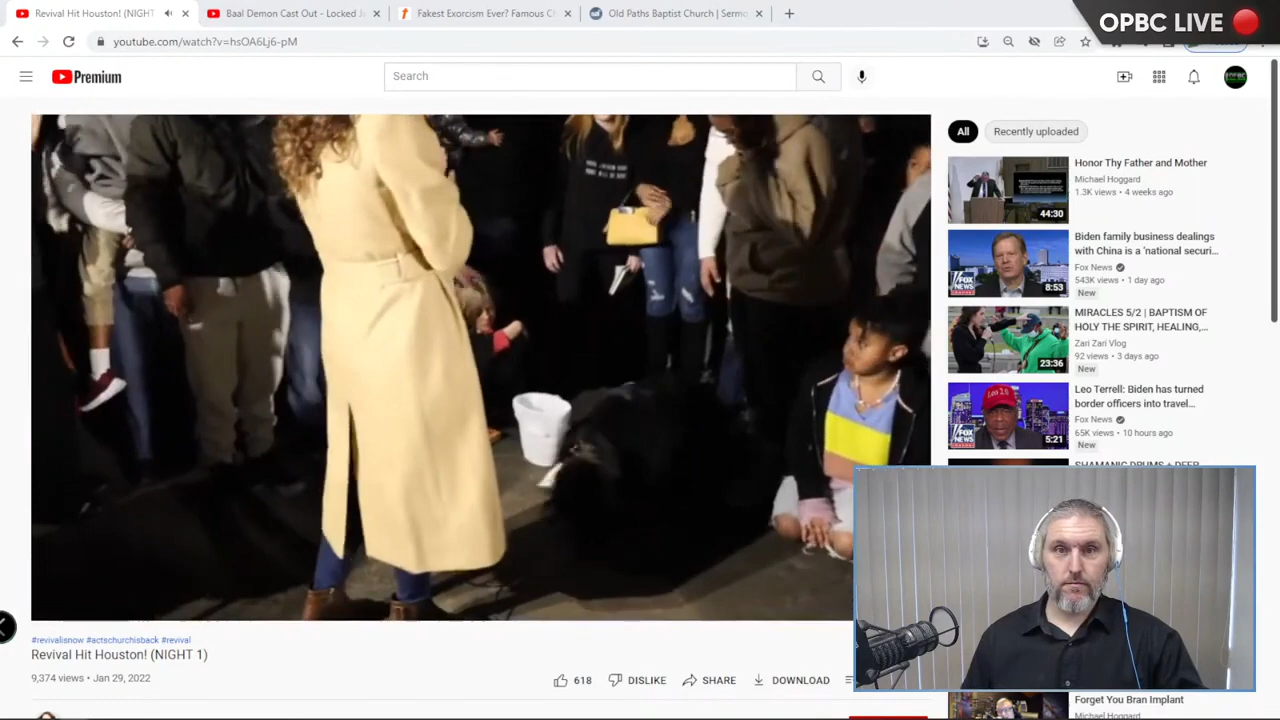 Revival Hit Houston! (NIGHT
Baal Demon Cast Out - Locked J
Fakest Exorcism Ever? Famous C
Old Paths Baptist Church | Sermo
OPBC LIVE
youtube.com/watch?v=hsOA6Lj6-pM
Premium
Search
All
Recently uploaded
Honor Thy Father and Mother
Michael Hoggard
1.3K views • 4 weeks ago
44:30
Biden family business dealings
with China is a 'national securi...
Fox News
543K views • 1 day ago
New
8:53
MIRACLES 5/2 | BAPTISM OF
HOLY THE SPIRIT, HEALING,...
Zari Zari Vlog
92 views • 3 days ago
New
23:36
Leo Terrell: Biden has turned
border officers into travel...
Fox News
65K views • 10 hours ago
New
5:21
#revivalisnow #actschurchisback #revival
Revival Hit Houston! (NIGHT 1)
9,374 views • Jan 29, 2022
618
DISLIKE
SHARE
DOWNLOAD
Forget You Bran Implant
Michael Hoggard